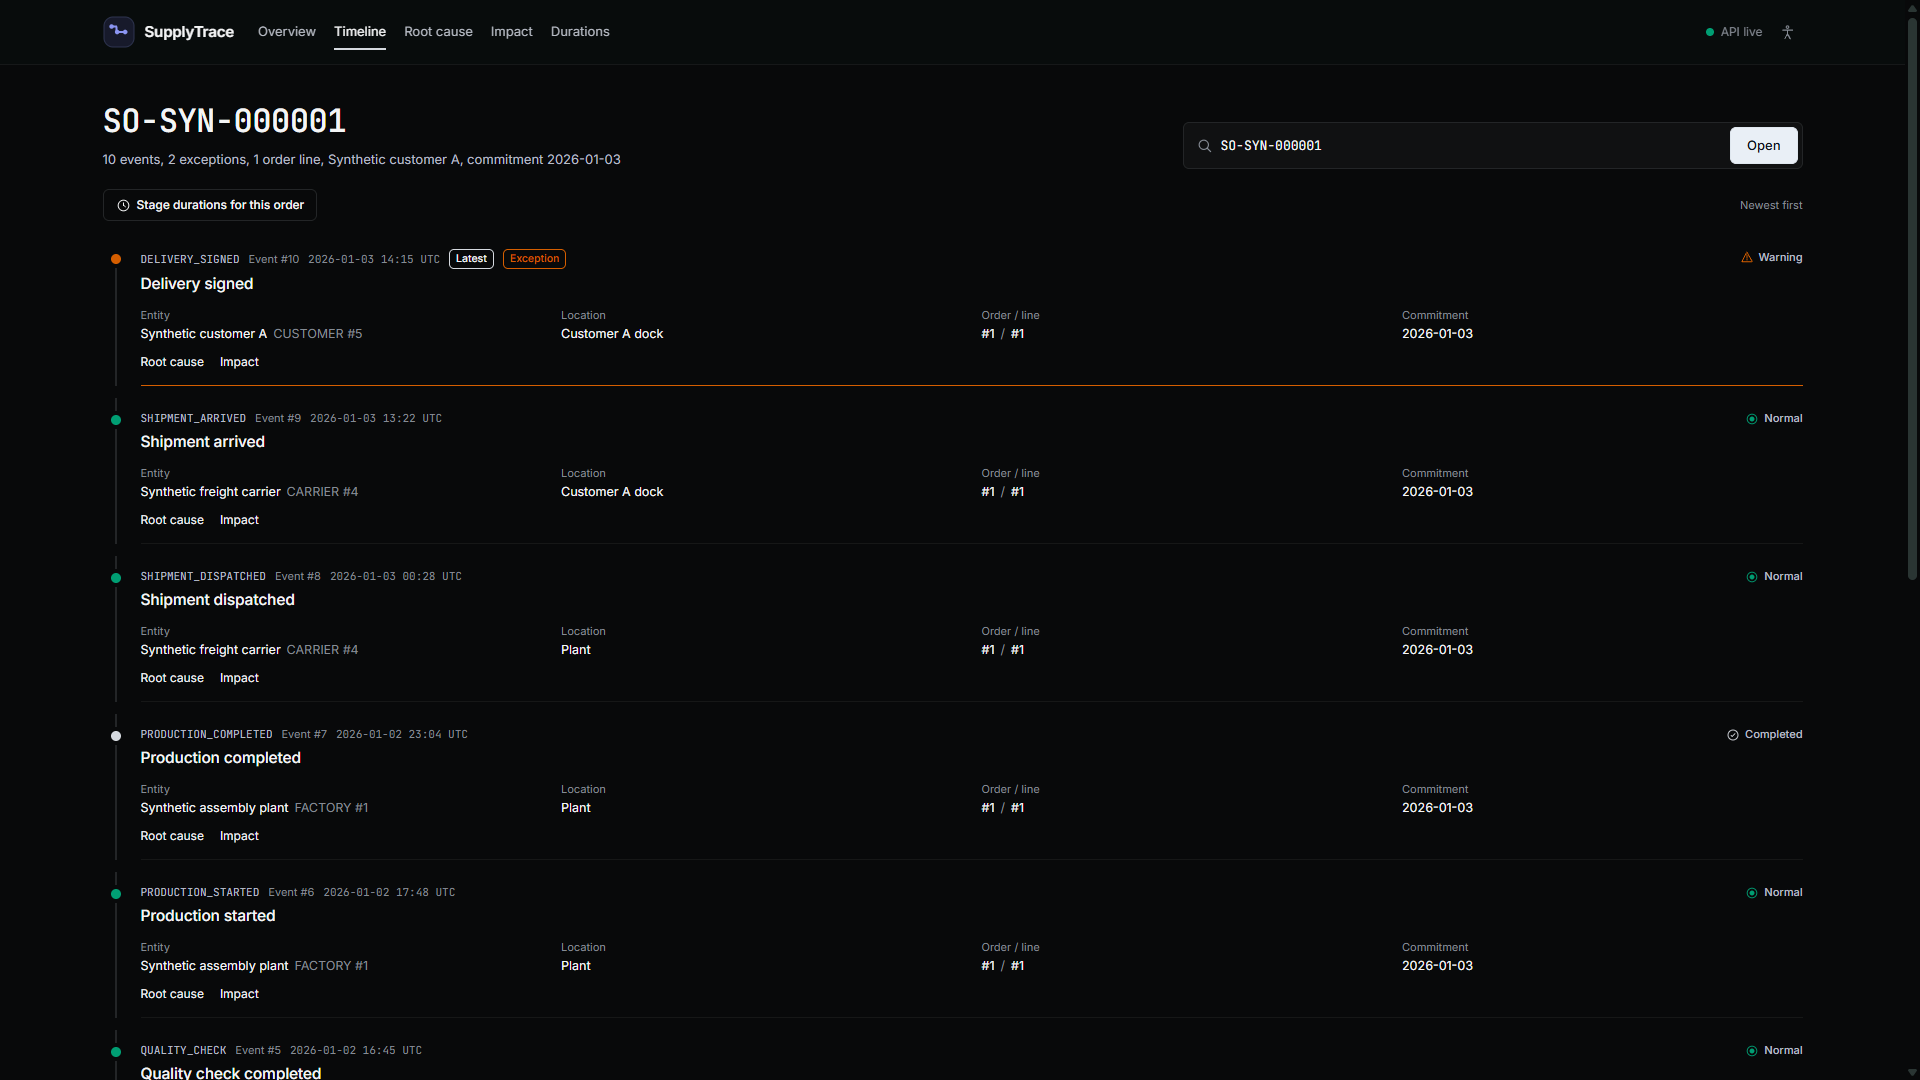 SupplyTrace Overview Timeline Root cause Impact Durations API live
SO-SYN-000001
10 events, 2 exceptions, 1 order line, Synthetic customer A, commitment 2026-01-03
SO-SYN-000001 Open
Stage durations for this order
Newest first
DELIVERY_SIGNED Event #10 2026-01-03 14:15 UTC Latest Exception Warning
Delivery signed
Entity Location Order / line Commitment
Synthetic customer A CUSTOMER #5 Customer A dock #1 / #1 2026-01-03
Root cause Impact
SHIPMENT_ARRIVED Event #9 2026-01-03 13:22 UTC Normal
Shipment arrived
Entity Location Order / line Commitment
Synthetic freight carrier CARRIER #4 Customer A dock #1 / #1 2026-01-03
Root cause Impact
SHIPMENT_DISPATCHED Event #8 2026-01-03 00:28 UTC Normal
Shipment dispatched
Entity Location Order / line Commitment
Synthetic freight carrier CARRIER #4 Plant #1 / #1 2026-01-03
Root cause Impact
PRODUCTION_COMPLETED Event #7 2026-01-02 23:04 UTC Completed
Production completed
Entity Location Order / line Commitment
Synthetic assembly plant FACTORY #1 Plant #1 / #1 2026-01-03
Root cause Impact
PRODUCTION_STARTED Event #6 2026-01-02 17:48 UTC Normal
Production started
Entity Location Order / line Commitment
Synthetic assembly plant FACTORY #1 Plant #1 / #1 2026-01-03
Root cause Impact
QUALITY_CHECK Event #5 2026-01-02 16:45 UTC Normal
Quality check completed